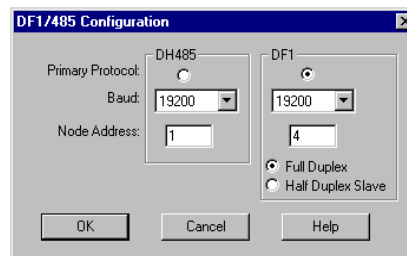 DF1/485 Configuration
DH485 DF1
Primary Protocol:
Baud: 19200 19200
Node Address: 1 4
Full Duplex
Half Duplex Slave
OK Cancel Help